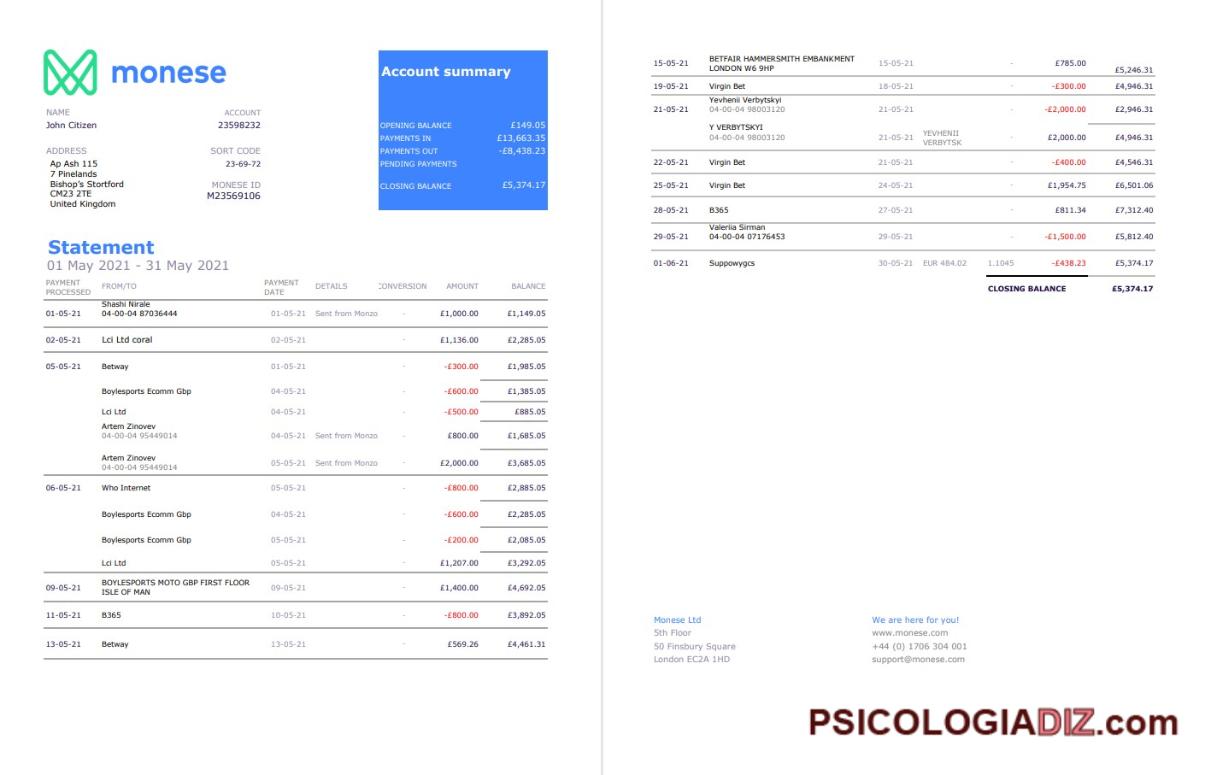 monese
Account summary
NAME ACCOUNT
John Citizen 23598232
OPENING BALANCE £149.05
PAYMENTS IN £13,663.35
PAYMENTS OUT -£8,438.23
PENDING PAYMENTS
CLOSING BALANCE £5,374.17
ADDRESS SORT CODE
Ap Ash 115 23-69-72
7 Pinelands
Bishop's Stortford MONESE ID
CM23 2TE M23569106
United Kingdom
Statement
01 May 2021 - 31 May 2021
PAYMENT PROCESSED FROM/TO PAYMENT DATE DETAILS CONVERSION AMOUNT BALANCE
Shashi Nirale
01-05-21 04-00-04 87036444 01-05-21 Sent from Monzo - £1,000.00 £1,149.05
02-05-21 Lci Ltd coral 02-05-21 - £1,136.00 £2,285.05
05-05-21 Betway 01-05-21 - -£300.00 £1,985.05
Boylesports Ecomm Gbp 04-05-21 - -£600.00 £1,385.05
Lci Ltd 04-05-21 - -£500.00 £885.05
Artem Zinovev
04-00-04 95449014 04-05-21 Sent from Monzo - £800.00 £1,685.05
Artem Zinovev
04-00-04 95449014 05-05-21 Sent from Monzo - £2,000.00 £3,685.05
06-05-21 Who Internet 05-05-21 - -£800.00 £2,885.05
Boylesports Ecomm Gbp 04-05-21 - -£600.00 £2,285.05
Boylesports Ecomm Gbp 05-05-21 - -£200.00 £2,085.05
Lci Ltd 05-05-21 - £1,207.00 £3,292.05
09-05-21 BOYLESPORTS MOTO GBP FIRST FLOOR 09-05-21 - £1,400.00 £4,692.05
ISLE OF MAN
11-05-21 B365 10-05-21 - -£800.00 £3,892.05
13-05-21 Betway 13-05-21 - £569.26 £4,461.31
15-05-21 BETFAIR HAMMERSMITH EMBANKMENT 15-05-21 - £785.00 £5,246.31
LONDON W6 9HP
19-05-21 Virgin Bet 18-05-21 - -£300.00 £4,946.31
Yevhenii Verbytskyi
21-05-21 04-00-04 98003120 21-05-21 - -£2,000.00 £2,946.31
Y VERBYTSKYI
04-00-04 98003120 21-05-21 YEVHENII VERBYTSK - £2,000.00 £4,946.31
22-05-21 Virgin Bet 21-05-21 - -£400.00 £4,546.31
25-05-21 Virgin Bet 24-05-21 - £1,954.75 £6,501.06
28-05-21 B365 27-05-21 - £811.34 £7,312.40
Valeriia Sirman
29-05-21 04-00-04 07176453 29-05-21 - -£1,500.00 £5,812.40
01-06-21 Suppowygcs 30-05-21 EUR 484.02 1.1045 -£438.23 £5,374.17
CLOSING BALANCE £5,374.17
Monese Ltd
5th Floor
50 Finsbury Square
London EC2A 1HD
We are here for you!
www.monese.com
+44 (0) 1706 304 001
support@monese.com
PSICOLOGIADIZ.com